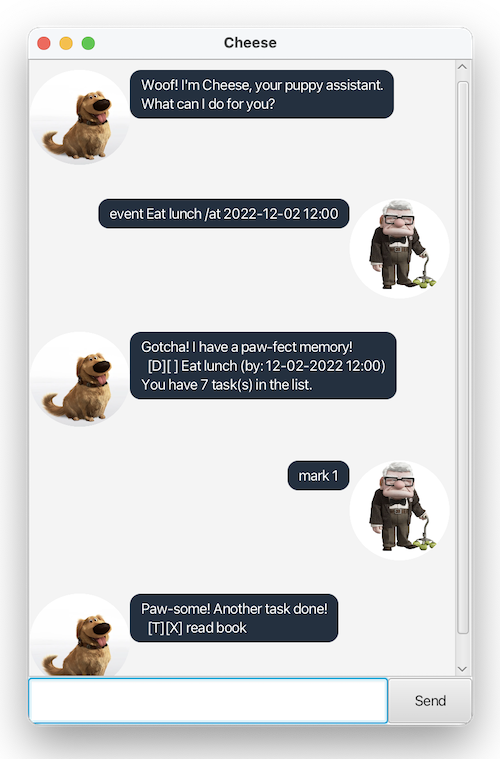 Cheese
Woof! I'm Cheese, your puppy assistant.
What can I do for you?
event Eat lunch /at 2022-12-02 12:00
Gotcha! I have a paw-fect memory!
[D][ ] Eat lunch (by: 12-02-2022 12:00)
You have 7 task(s) in the list.
mark 1
Paw-some! Another task done!
[T][X] read book
Send